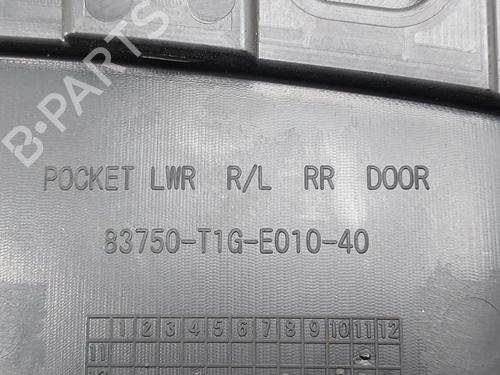 B-PARTS
POCKET LWR R/L RR DOOR
83750-T1G-E010-40
1 2 3 4 5 6 7 8 9 10 11 12
11